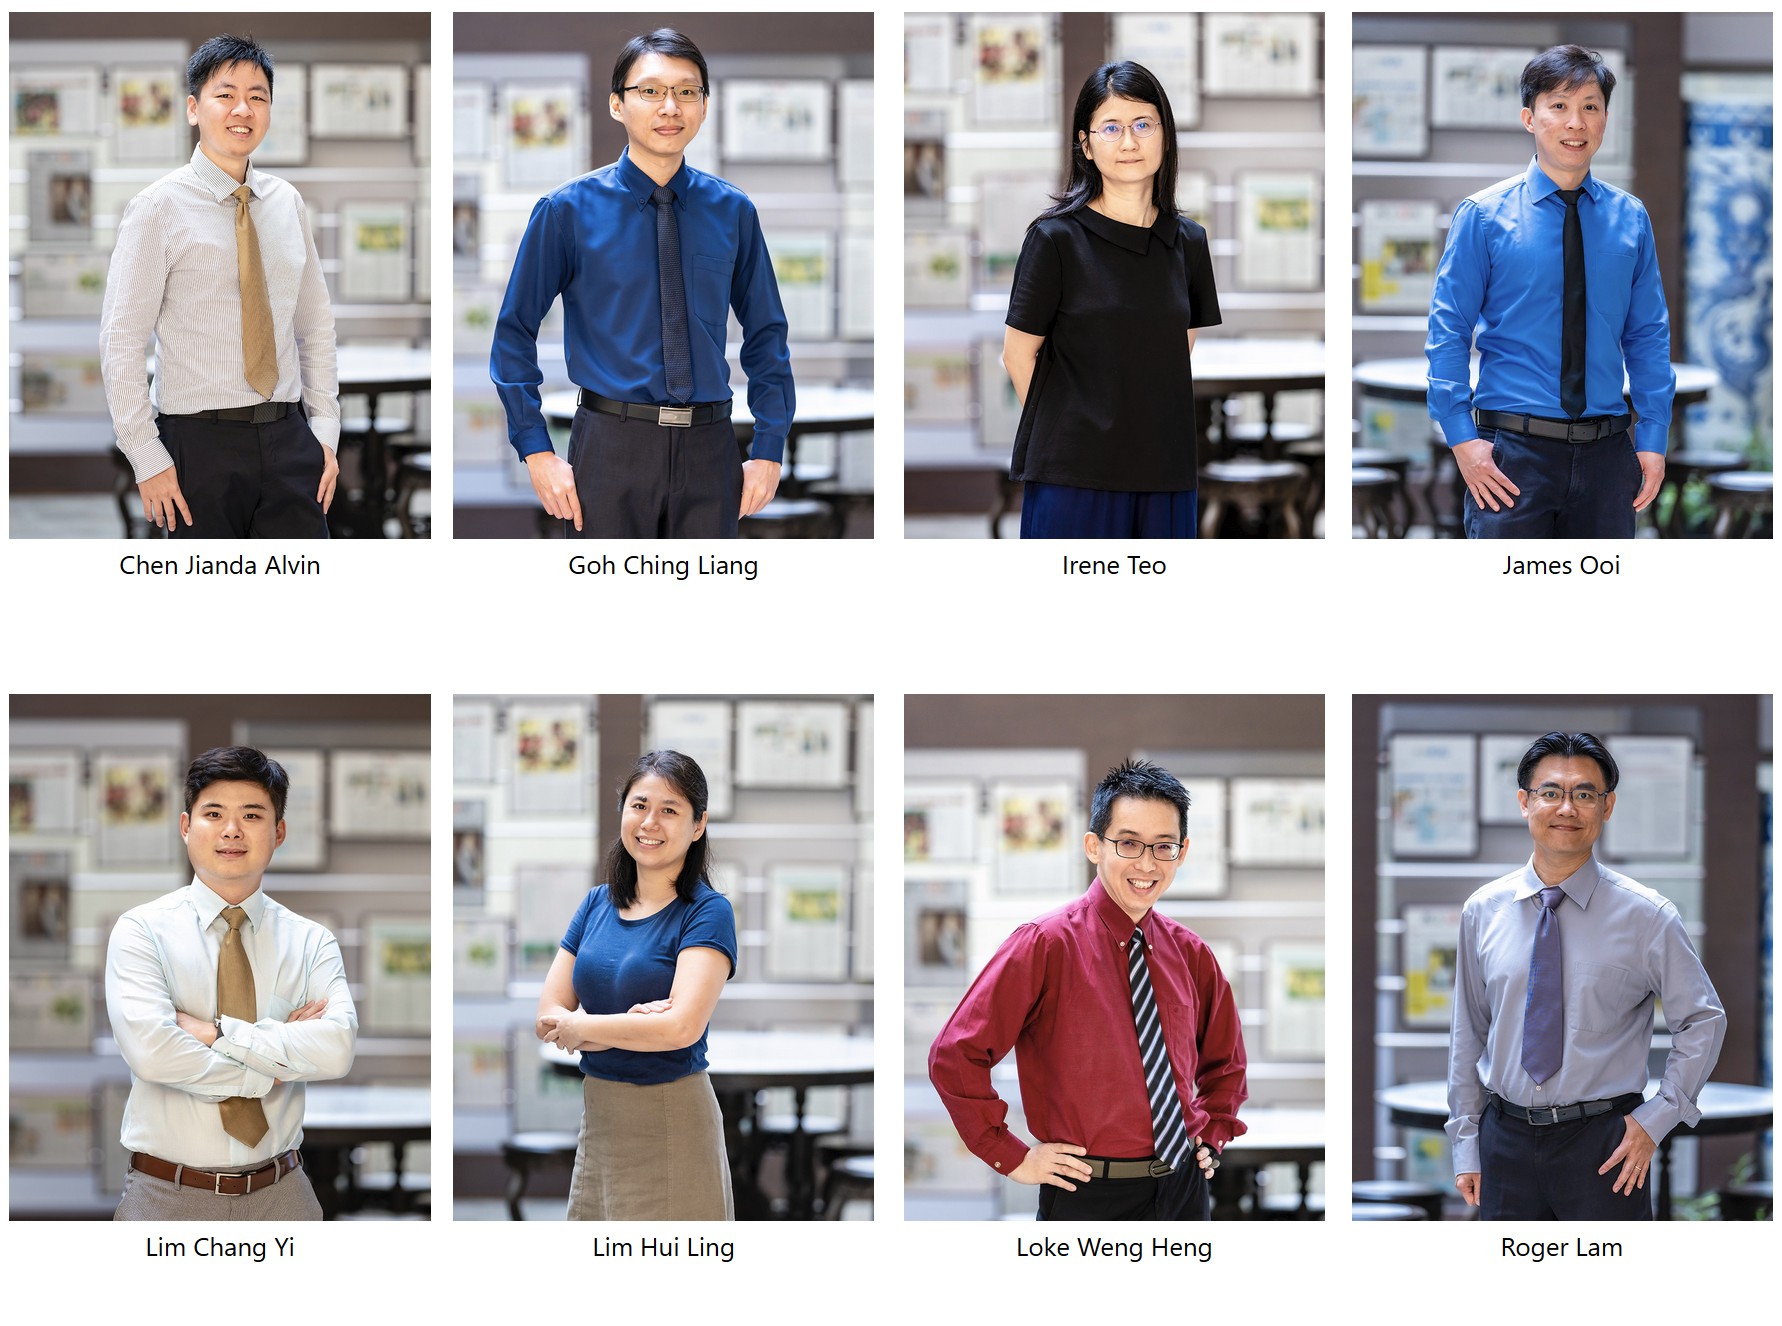 Chen Jianda Alvin
Goh Ching Liang
Irene Teo
James Ooi
Lim Chang Yi
Lim Hui Ling
Loke Weng Heng
Roger Lam